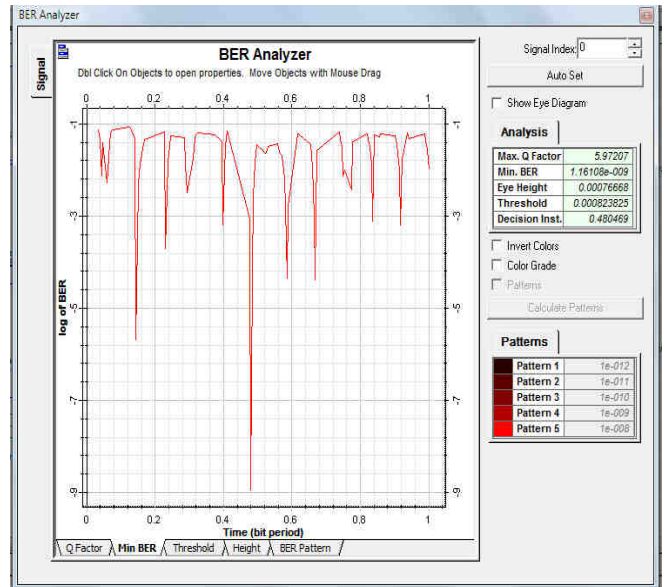 BER Analyzer
Signal
BER Analyzer
Dbl Click On Objects to open properties. Move Objects with Mouse Drag
0 0.2 0.4 0.6 0.8 1
-1 -1
-3 -3
-5 -5
-7 -7
-9 -9
log of BER
0 0.2 0.4 0.6 0.8 1
Time (bit period)
Q Factor Min BER Threshold Height BER Pattern
Signal Index: 0
Auto Set
Show Eye Diagram
Analysis
Max. Q Factor 5.97207
Min. BER 1.16108e-009
Eye Height 0.00076668
Threshold 0.000823825
Decision Inst. 0.480469
Invert Colors
Color Grade
Patterns
Calculate Patterns
Patterns
Pattern 1 1e-012
Pattern 2 1e-011
Pattern 3 1e-010
Pattern 4 1e-009
Pattern 5 1e-008